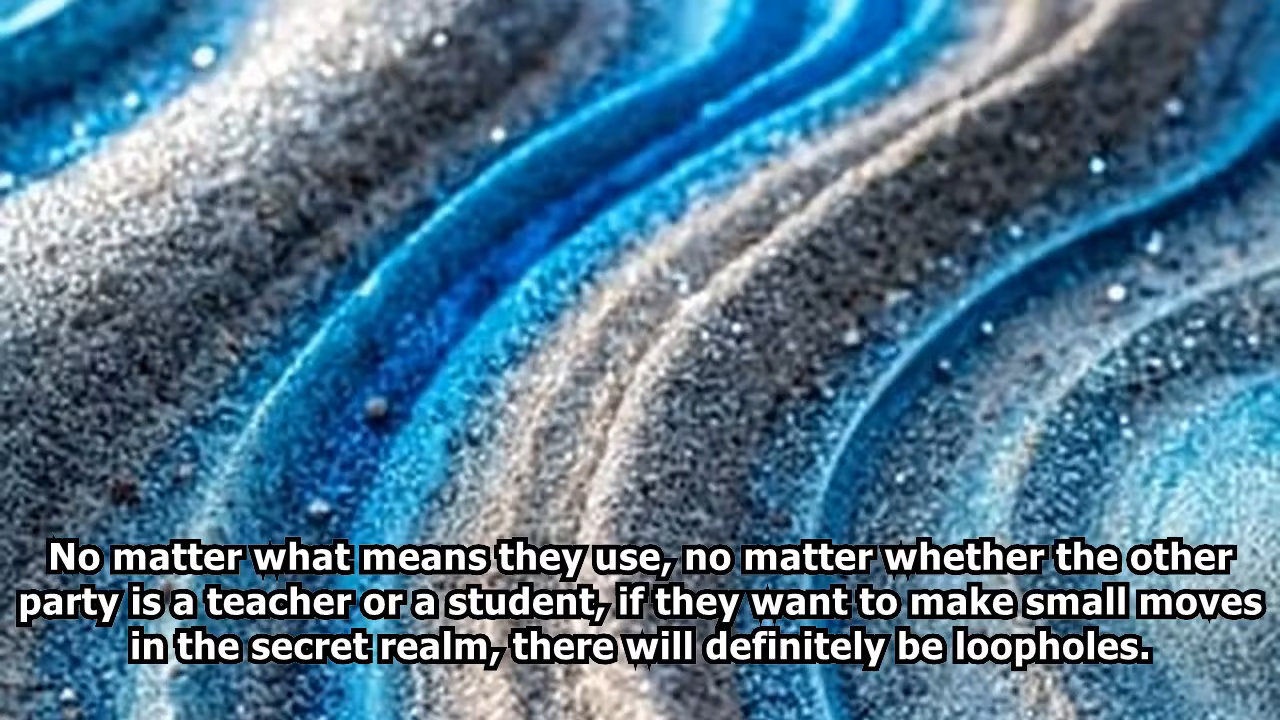 No matter what means they use, no matter whether the other
party is a teacher or a student, if they want to make small moves
in the secret realm, there will definitely be loopholes.